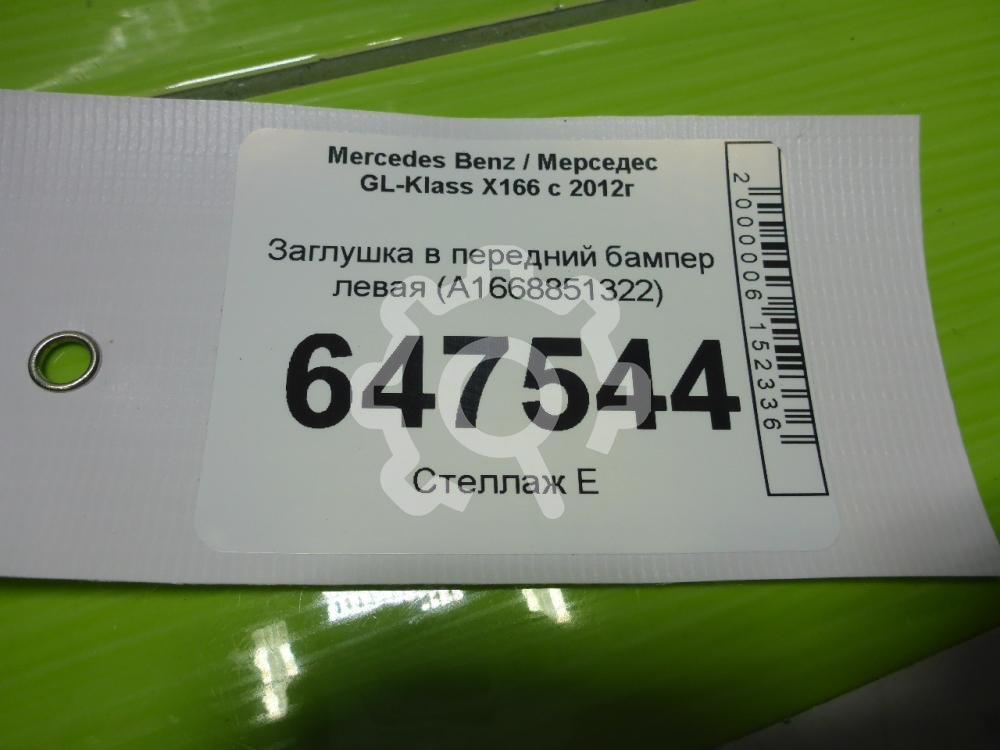 Mercedes Benz / Мерседес
GL-Klass X166 с 2012г
Заглушка в передний бампер
левая (A1668851322)
647544
Стеллаж Е
2 000006 152336